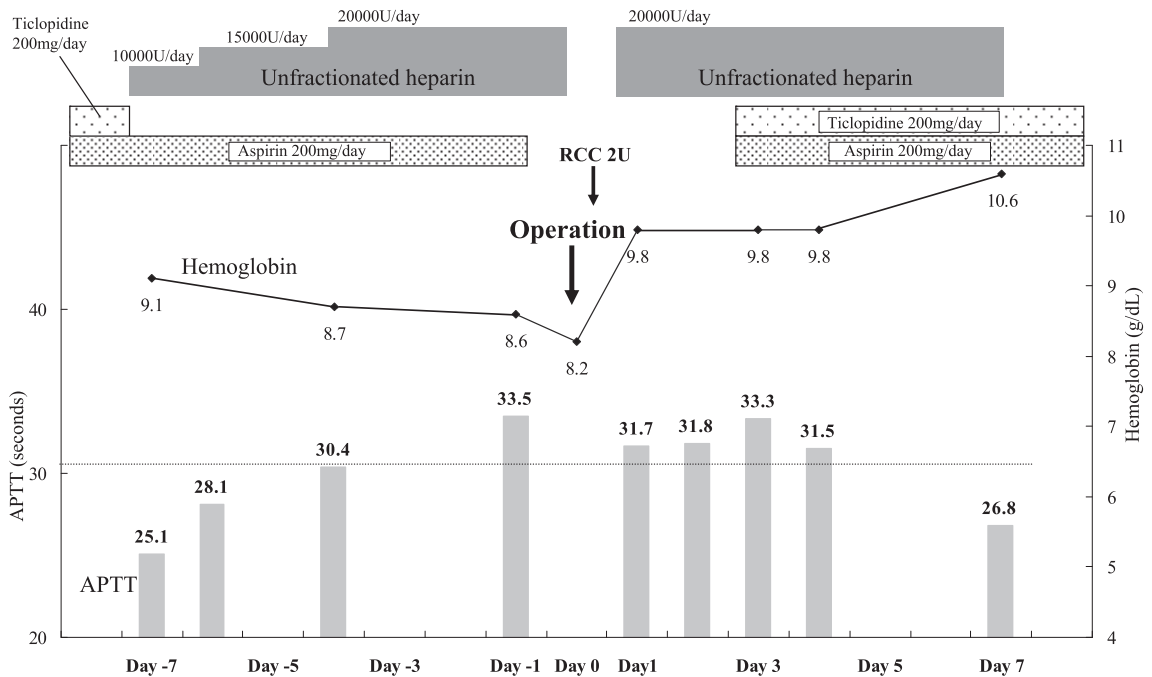 Ticlopidine
200mg/day
10000U/day
15000U/day
20000U/day
20000U/day
Unfractionated heparin
Unfractionated heparin
Ticlopidine 200mg/day
Aspirin 200mg/day
Aspirin 200mg/day
RCC 2U
Operation
Hemoglobin
9.1
8.7
8.6
8.2
9.8
9.8
9.8
10.6
25.1
28.1
30.4
33.5
31.7
31.8
33.3
31.5
26.8
APTT
APTT (seconds)
40
30
20
Hemoglobin (g/dL)
11
10
9
8
7
6
5
4
Day -7
Day -5
Day -3
Day -1
Day 0
Day1
Day 3
Day 5
Day 7